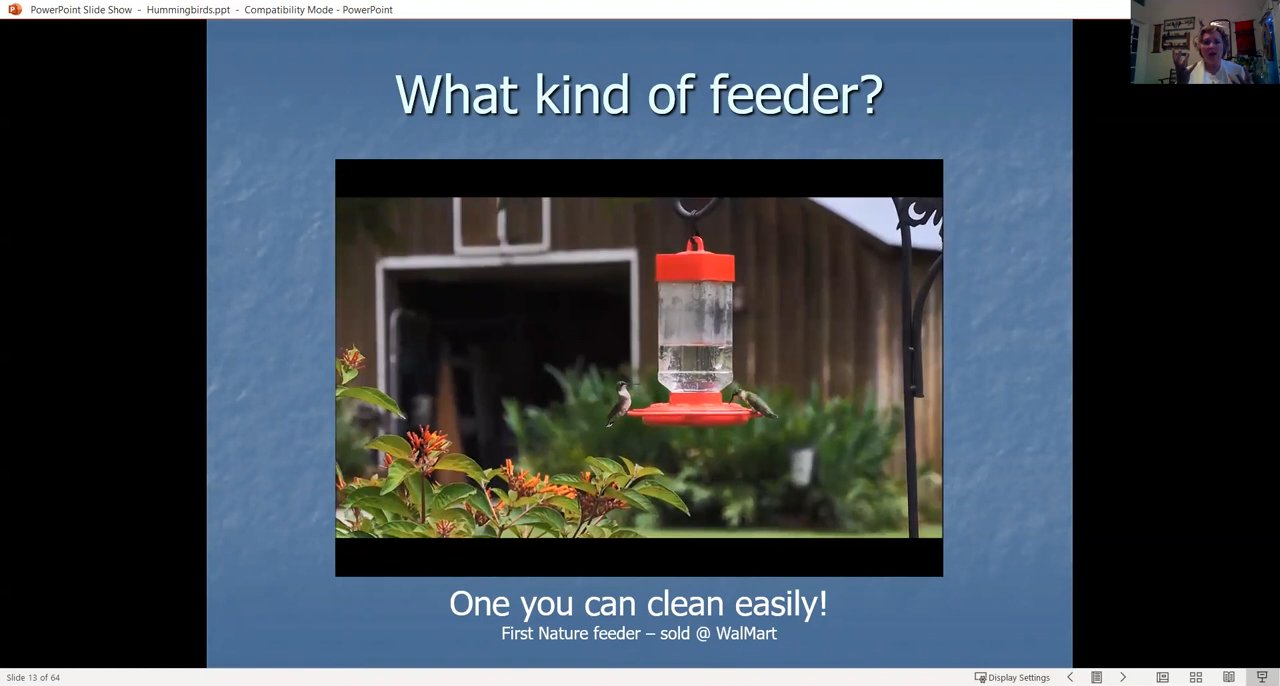 PowerPoint Slide Show - Hummingbirds.ppt - Compatibility Mode - PowerPoint
What kind of feeder?
One you can clean easily!
First Nature feeder – sold @ WalMart
Slide 13 of 64
Display Settings